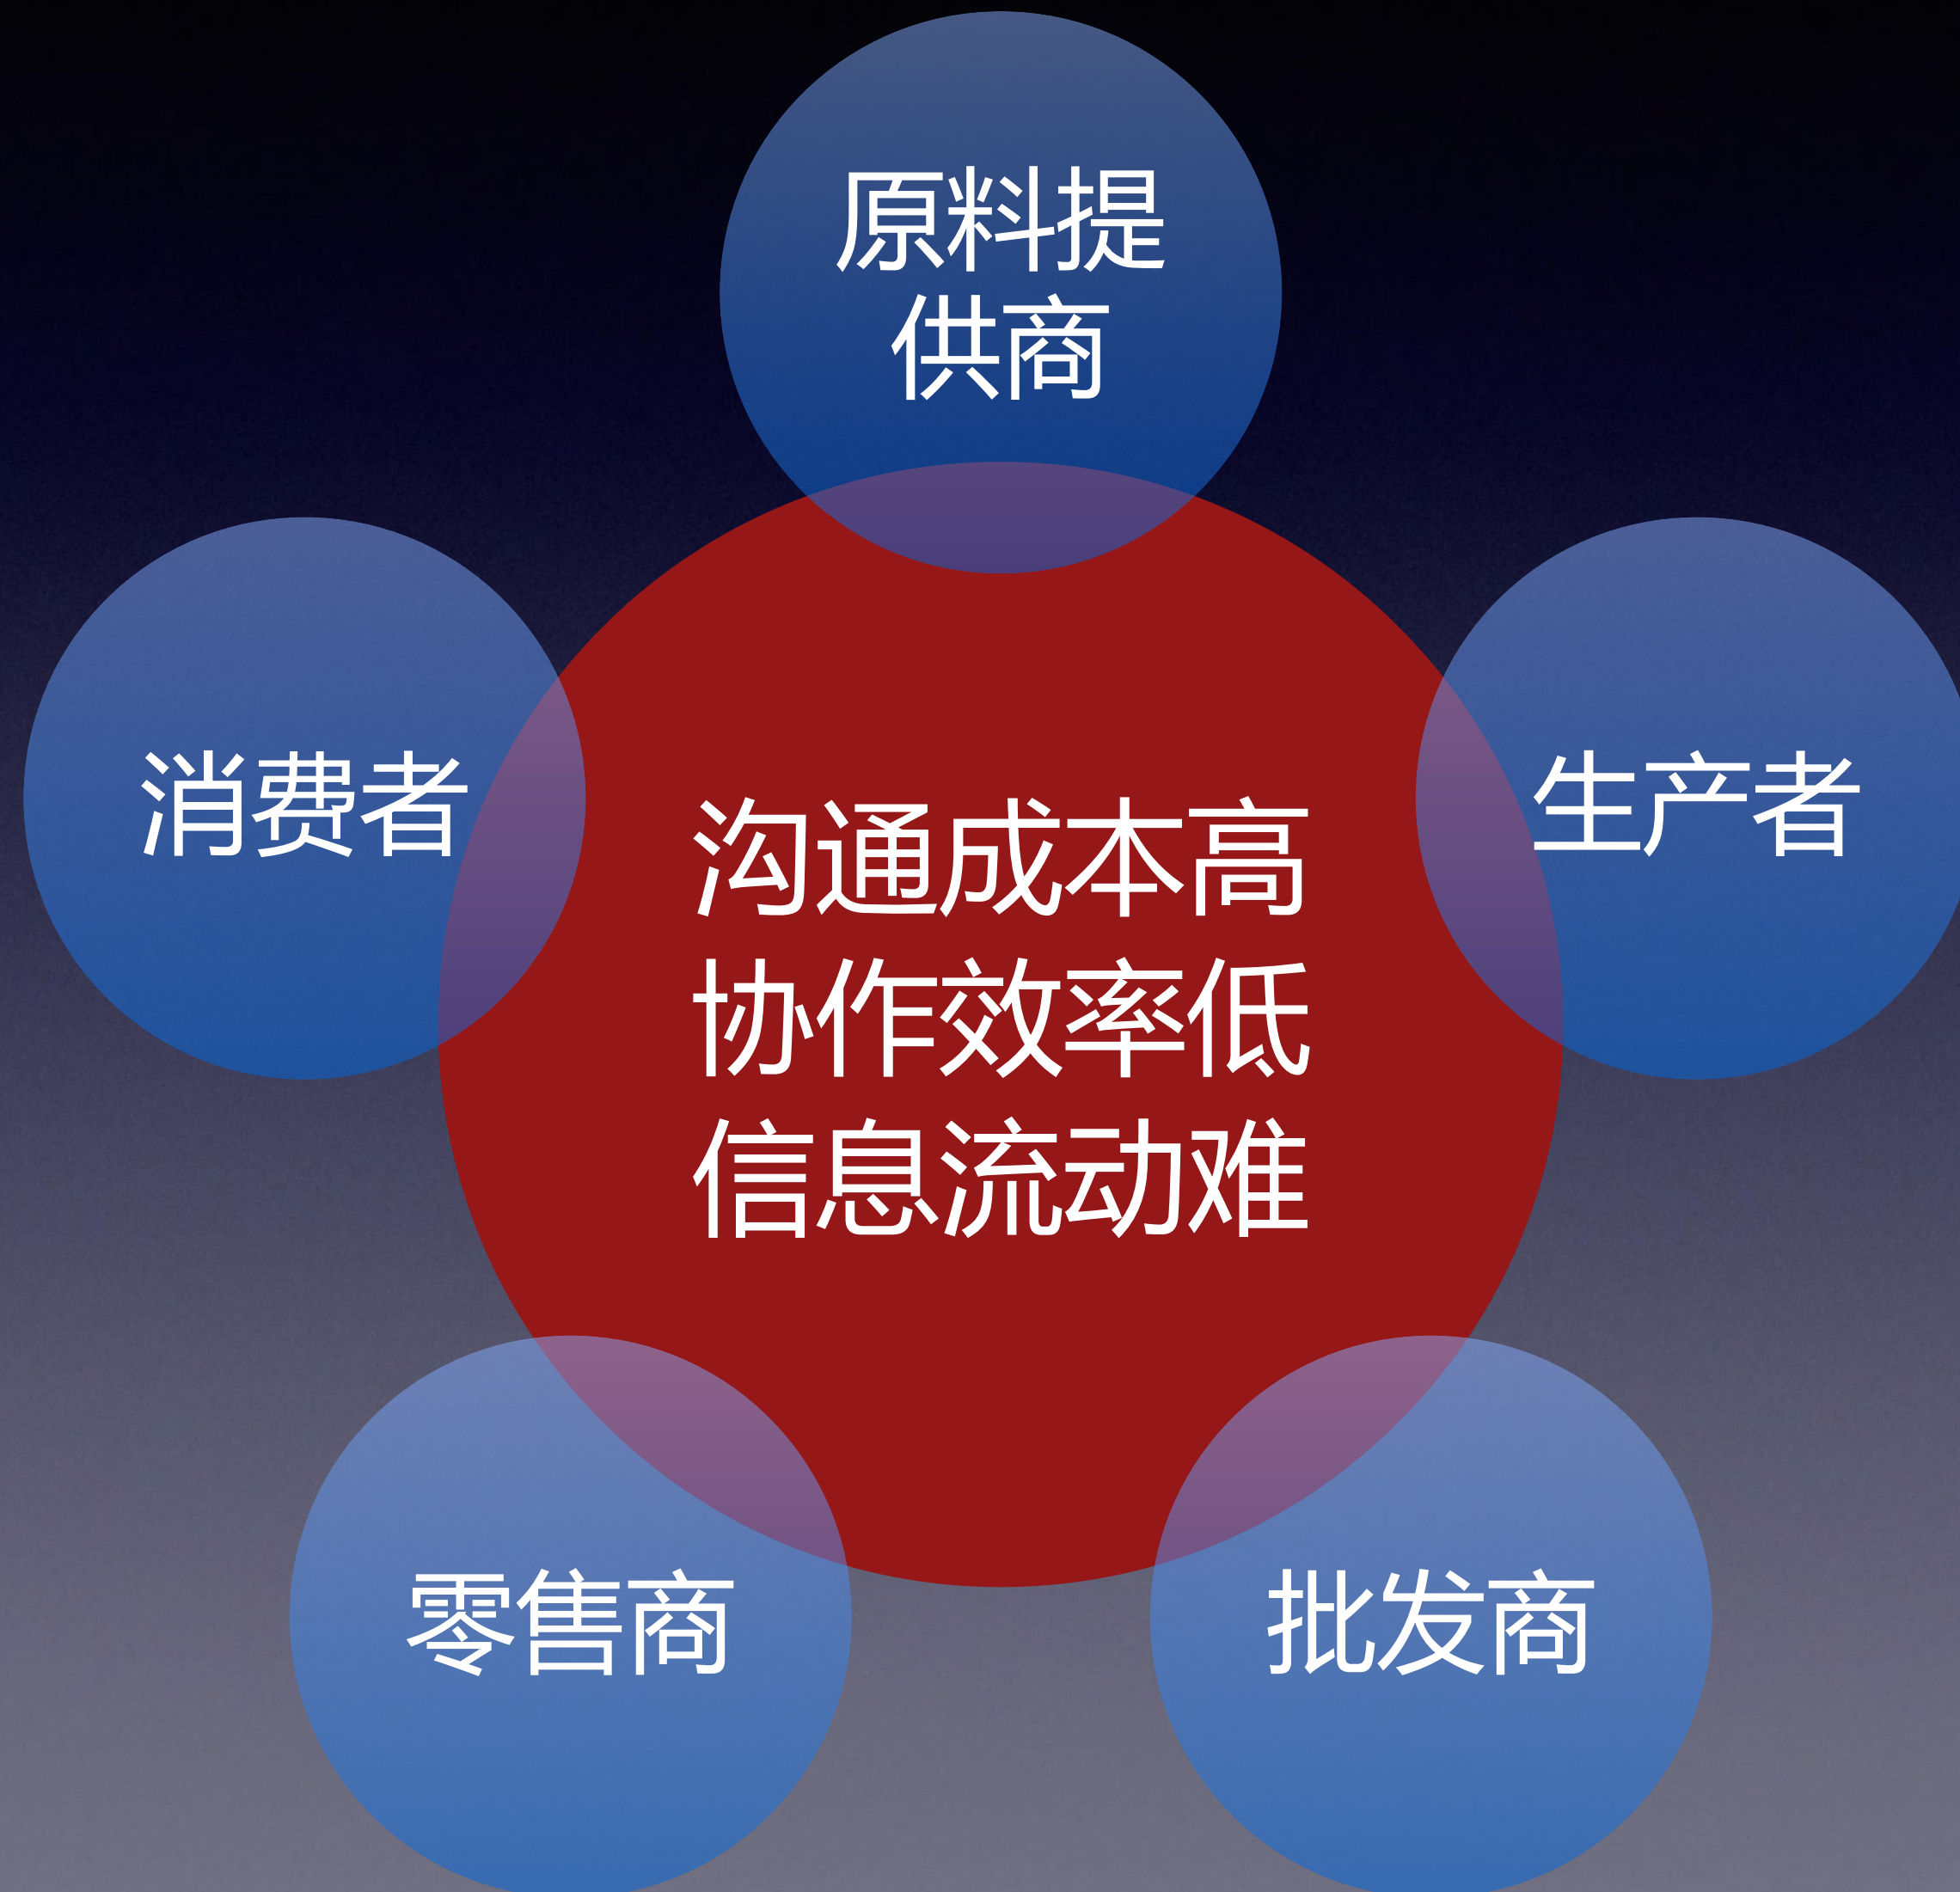 原料提
供商
消费者
生产者
沟通成本高
协作效率低
信息流动难
零售商
批发商